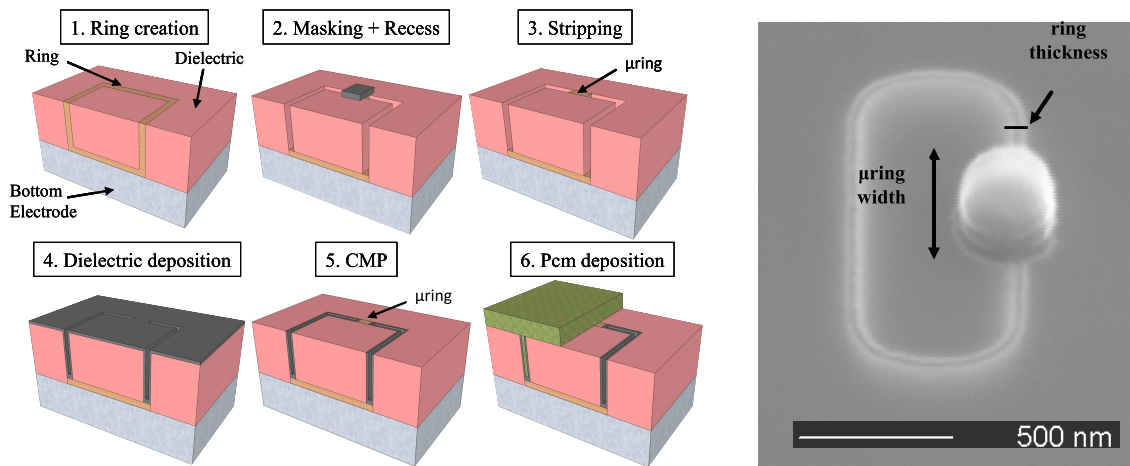 1. Ring creation
Ring
Dielectric
Bottom
Electrode
2. Masking + Recess
3. Stripping
μring
4. Dielectric deposition
5. CMP
μring
6. Pcm deposition
ring
thickness
μring
width
500 nm